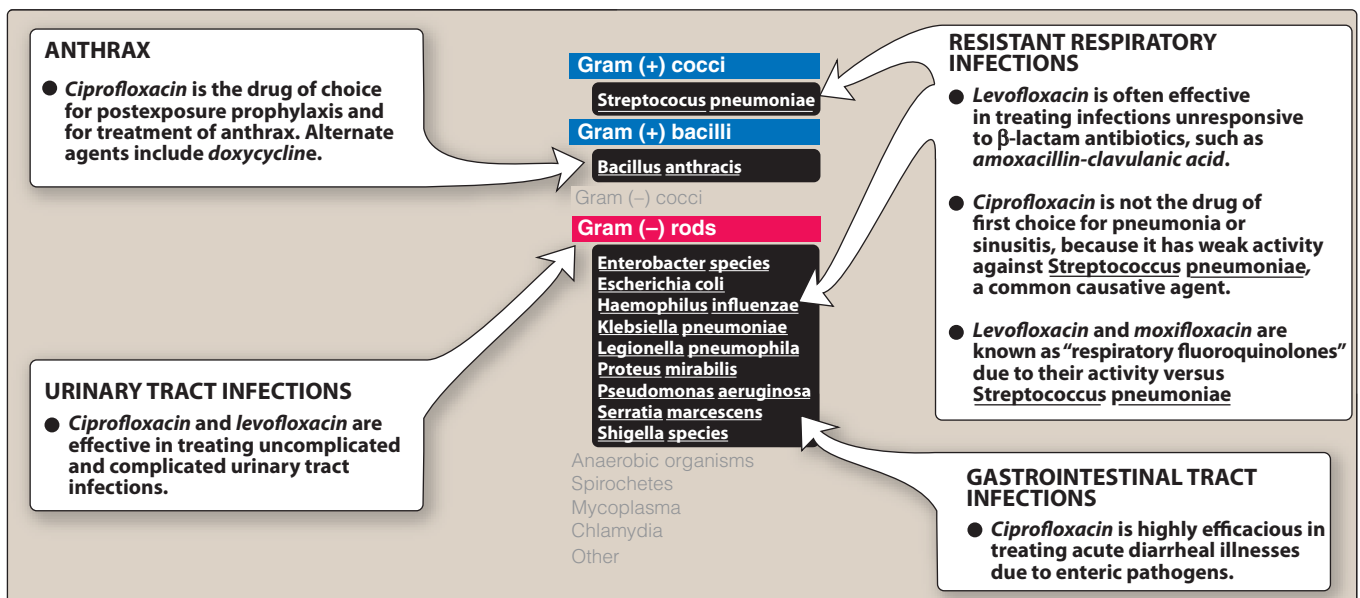 ANTHRAX
● Ciprofloxacin is the drug of choice
for postexposure prophylaxis and
for treatment of anthrax. Alternate
agents include doxycycline.
URINARY TRACT INFECTIONS
● Ciprofloxacin and levofloxacin are
effective in treating uncomplicated
and complicated urinary tract
infections.
Gram (+) cocci
Streptococus pneumoniae
Gram (+) bacilli
Bacillus anthracis
Gram (–) cocci
Gram (–) rods
Enterobacter species
Escherichia coli
Haemophilus influenzae
Klebsiella pneumoniae
Legionella pneumophila
Proteus mirabilis
Pseudomonas aeruginosa
Serratia marcescens
Shigella species
Anaerobic organisms
Spirochetes
Mycoplasma
Chlamydia
Other
RESISTANT RESPIRATORY
INFECTIONS
● Levofloxacin is often effective
in treating infections unresponsive
to β-lactam antibiotics, such as
amoxacillin-clavulanic acid.
● Ciprofloxacin is not the drug of
first choice for pneumonia or
sinusitis, because it has weak activity
against Streptococcus pneumoniae,
a common causative agent.
● Levofloxacin and moxifloxacin are
known as “respiratory fluoroquinolones”
due to their activity versus
Streptococcus pneumoniae
GASTROINTESTINAL TRACT
INFECTIONS
● Ciprofloxacin is highly efficacious in
treating acute diarrheal illnesses
due to enteric pathogens.